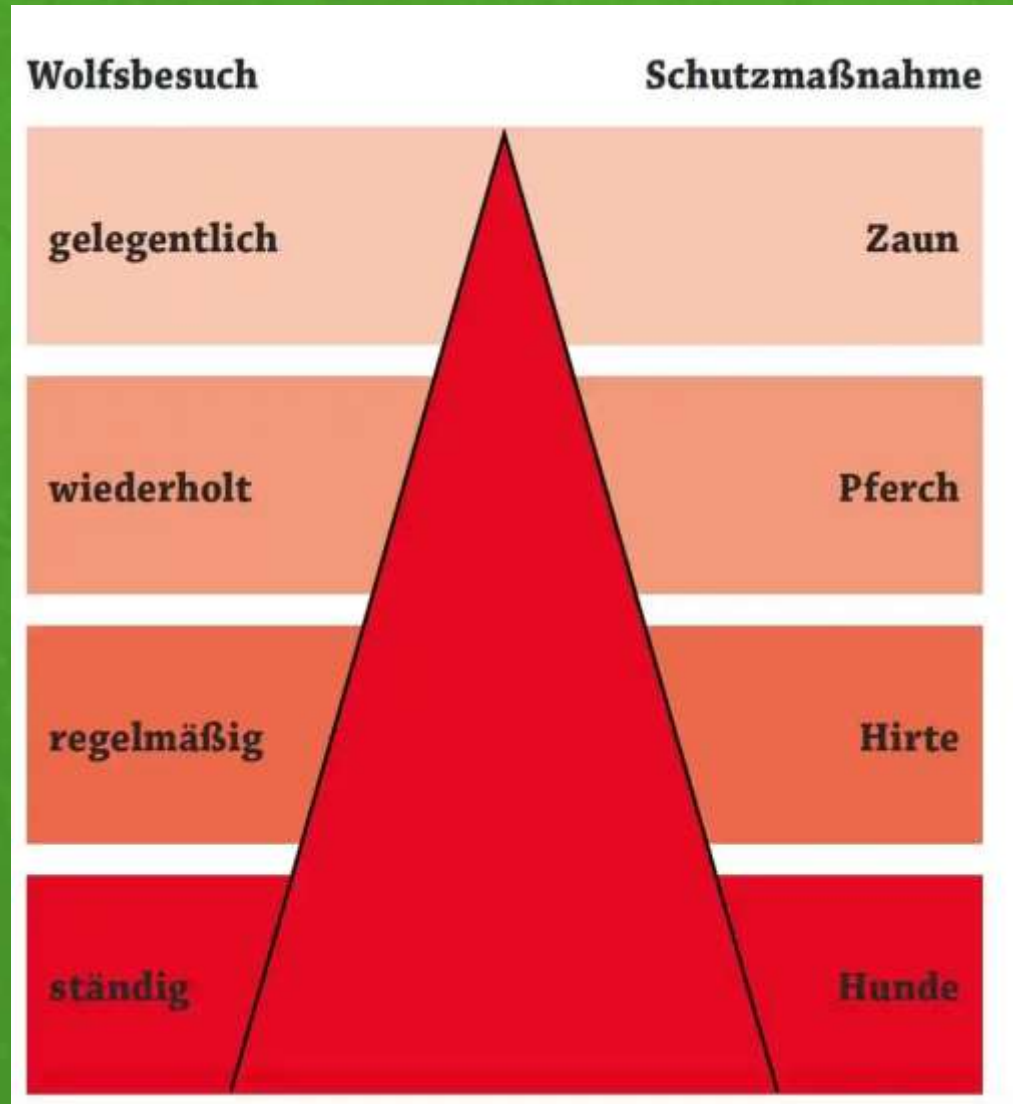 Wolfsbesuch Schutzmaßnahme
gelegentlich Zaun
wiederholt Pferch
regelmäßig Hirte
ständig Hunde